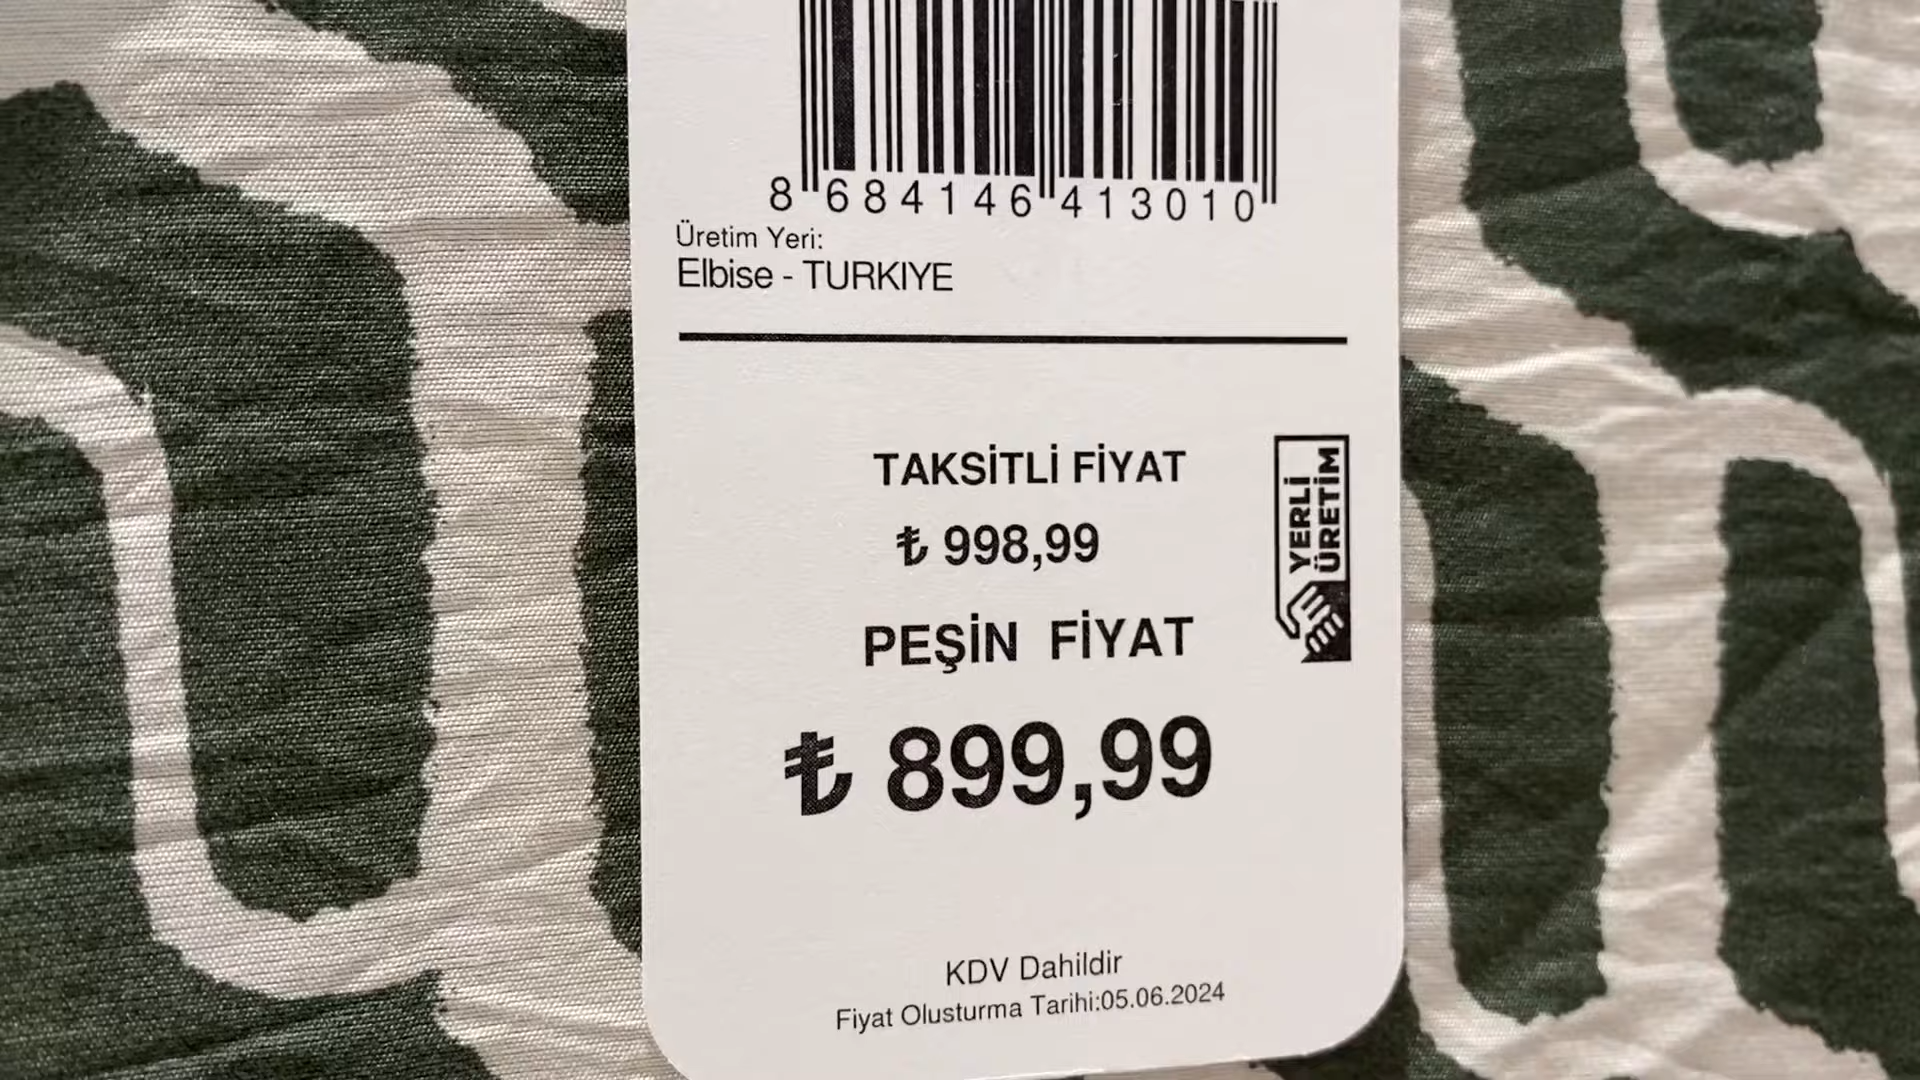 8 684146 413010
Üretim Yeri:
Elbise - TURKIYE
TAKSİTLİ FİYAT
₺ 998,99
YERLİ
ÜRETİM
PEŞİN FİYAT
₺ 899,99
KDV Dahildir
Fiyat Olusturma Tarihi:05.06.2024